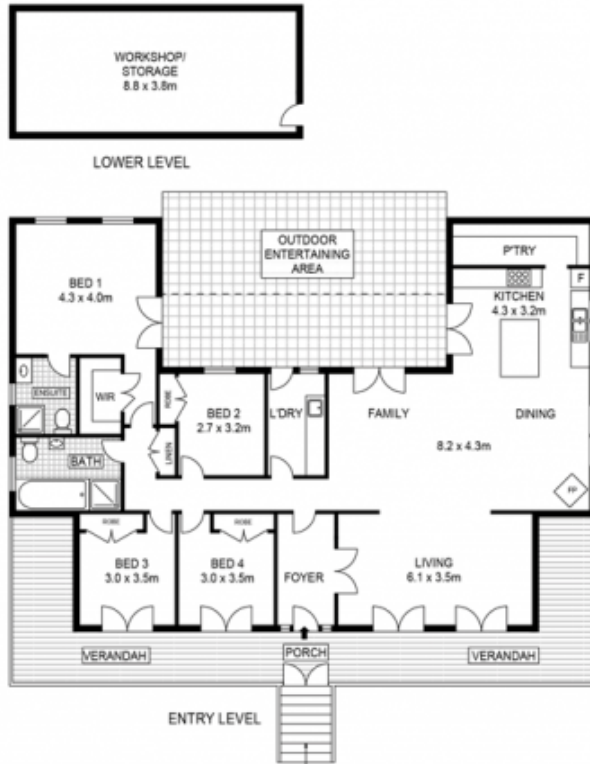 WORKSHOP/
STORAGE
8.8 x 3.8m
LOWER LEVEL
OUTDOOR
ENTERTAINING
AREA
P'TRY
BED 1
4.3 x 4.0m
F
KITCHEN
4.3 x 3.2m
ENSUITE
WIR
ROBE
BED 2
2.7 x 3.2m
L'DRY
FAMILY
DINING
8.2 x 4.3m
BATH
LINEN
FP
ROBE
ROBE
BED 3
3.0 x 3.5m
BED 4
3.0 x 3.5m
FOYER
LIVING
6.1 x 3.5m
VERANDAH
PORCH
VERANDAH
ENTRY LEVEL